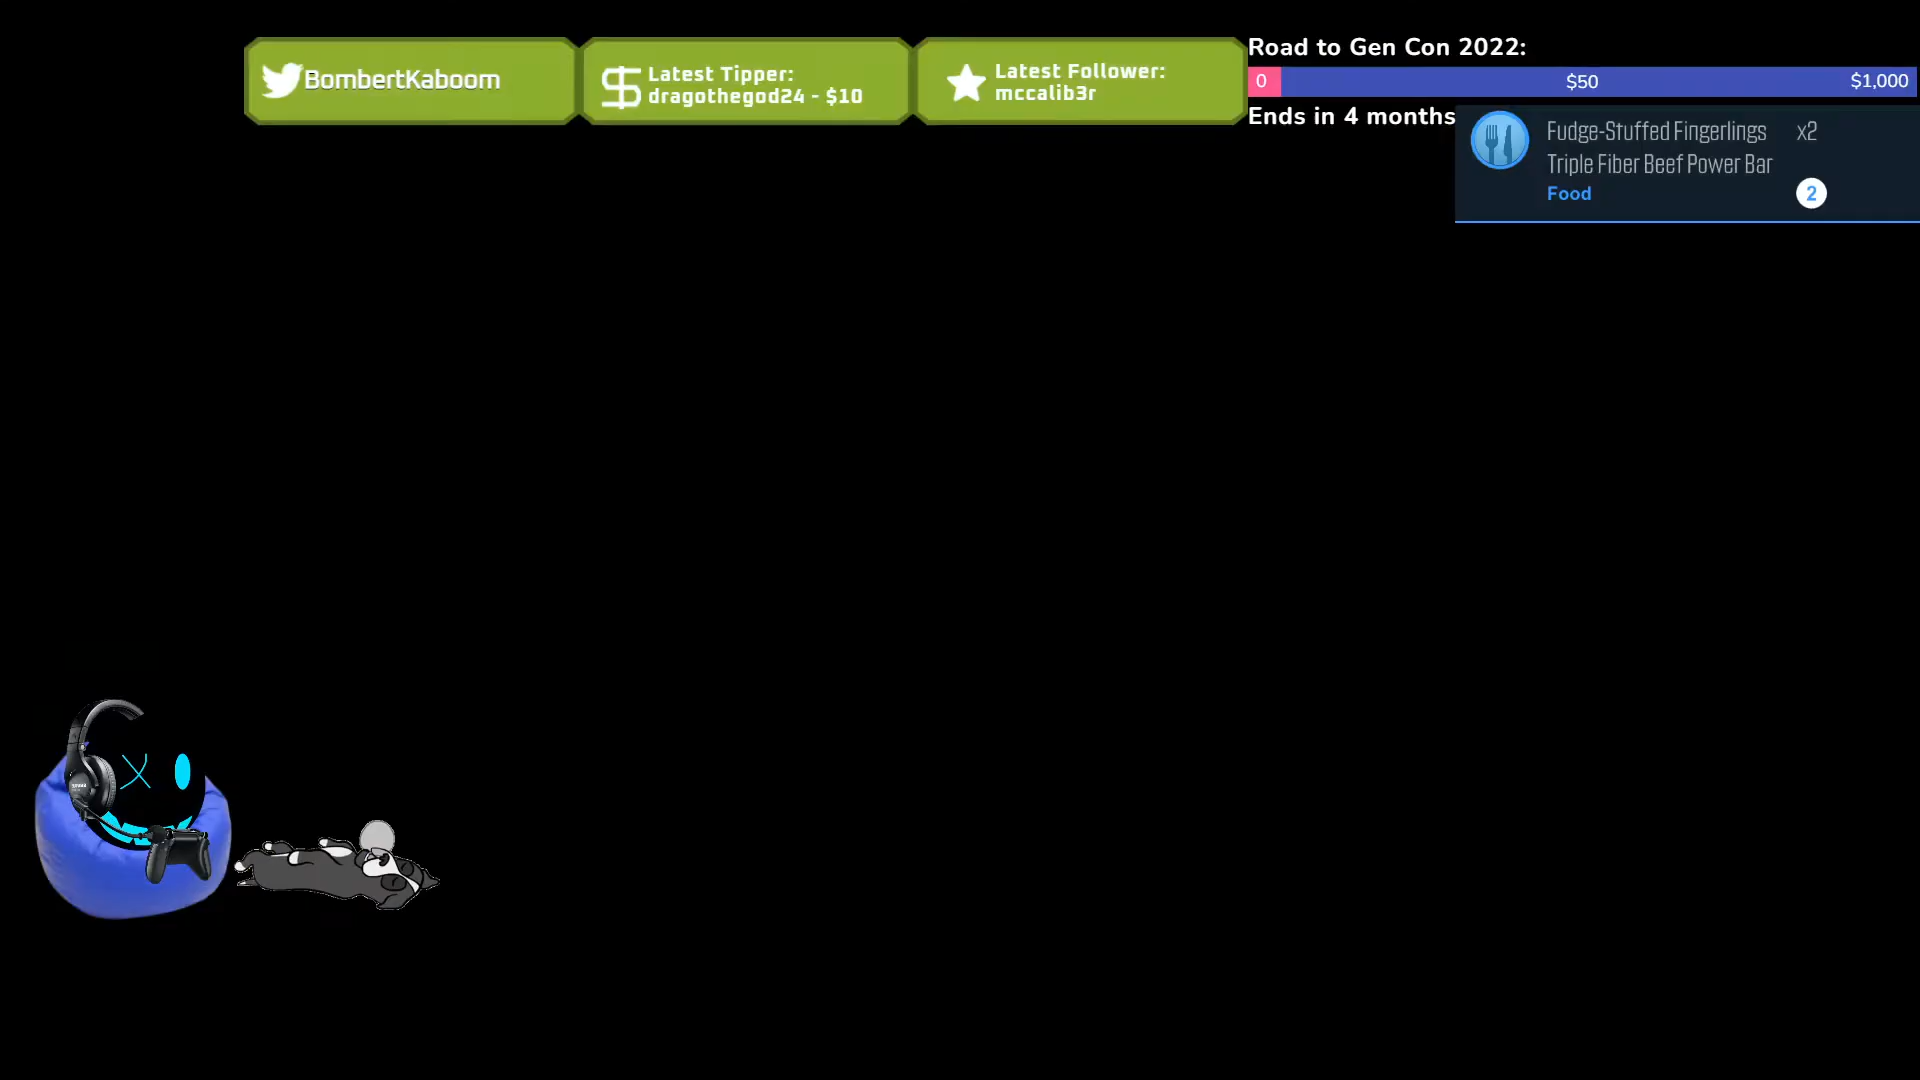 BombertKaboom
Latest Tipper:
dragothegod24 - $10
Latest Follower:
mccalib3r
Road to Gen Con 2022:
0 $50 $1,000
Ends in 4 months
Fudge-Stuffed Fingerlings x2
Triple Fiber Beef Power Bar
Food 2